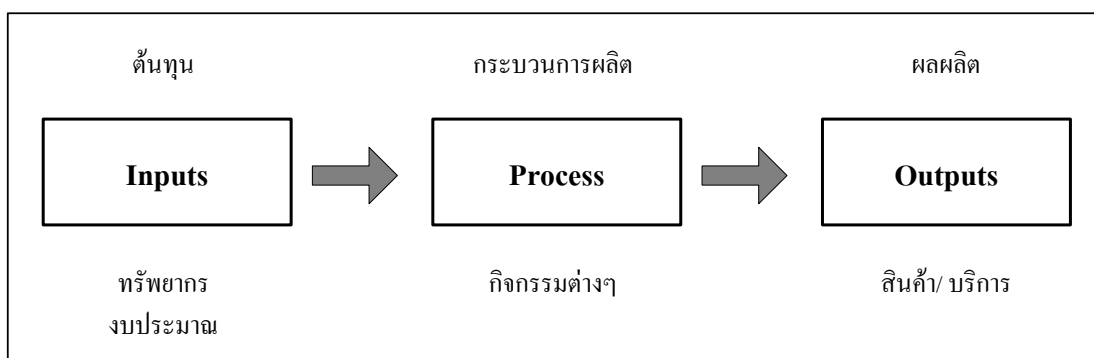 ต้นทุน กระบวนการผลิต ผลผลิต
Inputs Process Outputs
ทรัพยากร กิจกรรมต่างๆ สินค้า/ บริการ
งบประมาณ